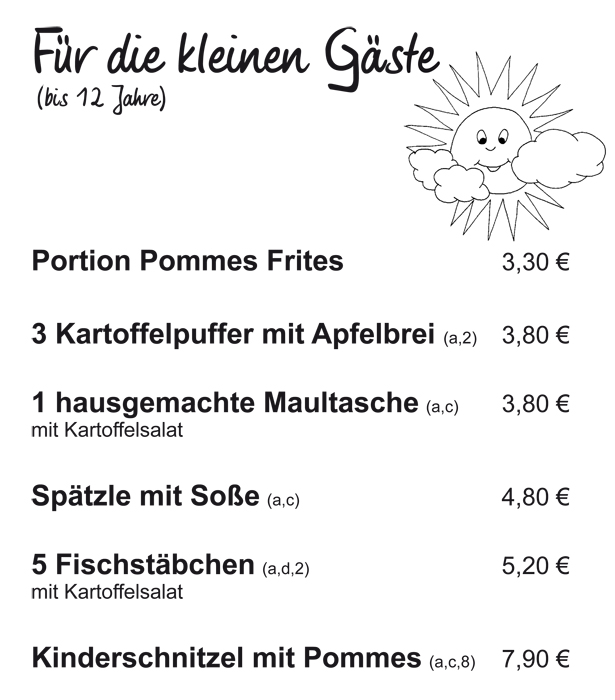 Für die kleinen Gäste
(bis 12 Jahre)
Portion Pommes Frites 3,30 €
3 Kartoffelpuffer mit Apfelbrei (a,2) 3,80 €
1 hausgemachte Maultasche (a,c) 3,80 €
mit Kartoffelsalat
Spätzle mit Soße (a,c) 4,80 €
5 Fischstäbchen (a,d,2) 5,20 €
mit Kartoffelsalat
Kinderschnitzel mit Pommes (a,c,8) 7,90 €